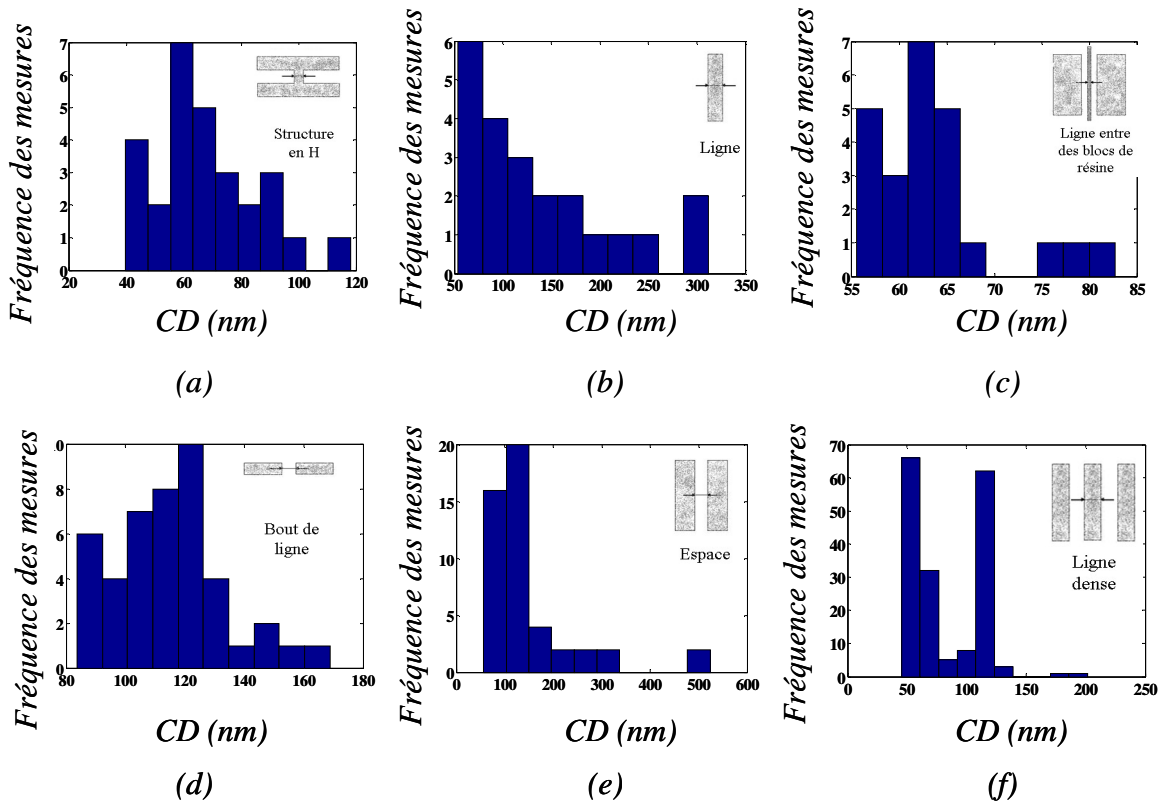 Fréquence des mesures
7
6
5
4
3
2
1
0
20 40 60 80 100 120
CD (nm)
Structure
en H
(a)
Fréquence des mesures
6
5
4
3
2
1
0
50 100 150 200 250 300 350
CD (nm)
Ligne
(b)
Fréquence des mesures
7
6
5
4
3
2
1
0
55 60 65 70 75 80 85
CD (nm)
Ligne entre
des blocs de
résine
(c)
Fréquence des mesures
0
8
6
4
2
0
80 100 120 140 160 180
CD (nm)
Bout de
ligne
(d)
Fréquence des mesures
20
15
10
5
0
0 100 200 300 400 500 600
CD (nm)
Espace
(e)
Fréquence des mesures
70
60
50
40
30
20
10
0
0 50 100 150 200 250
CD (nm)
Ligne
dense
(f)